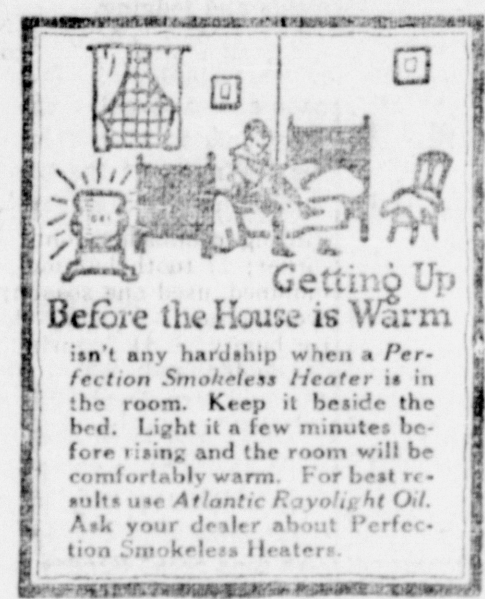 Getting Up
Before the House is Warm
isn't any hardship when a Per-
fection Smokeless Heater is in
the room. Keep it beside the
bed. Light it a few minutes be-
fore rising and the room will be
comfortably warm. For best re-
sults use Atlantic Rayolight Oil.
Ask your dealer about Perfec-
tion Smokeless Heaters.